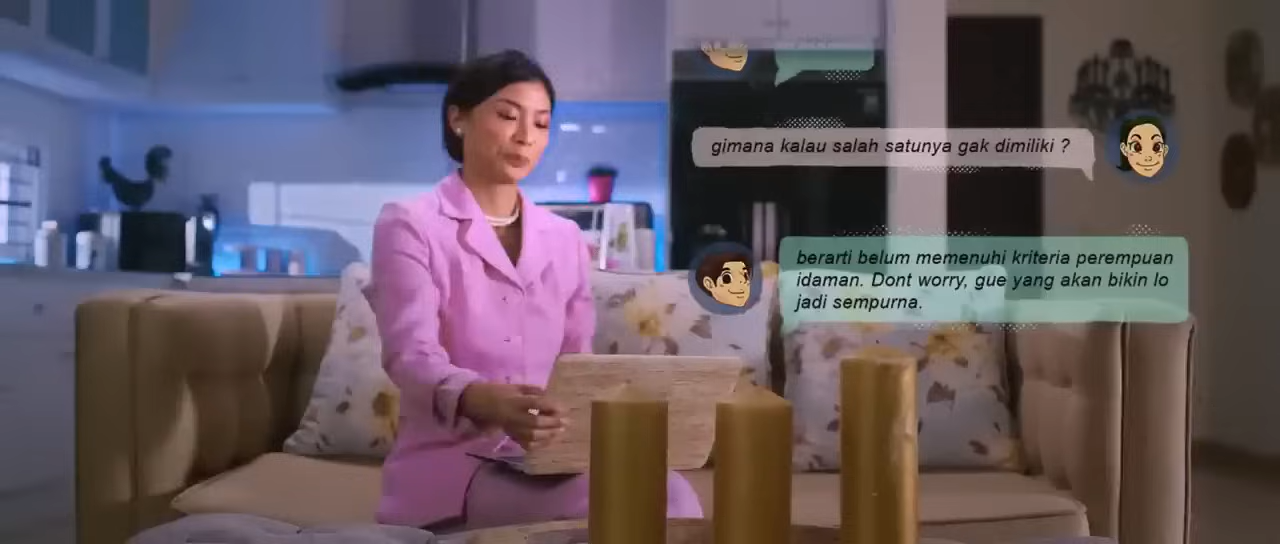 gimana kalau salah satunya gak dimiliki ?
berarti belum memenuhi kriteria perempuan
idaman. Dont worry, gue yang akan bikin lo
jadi sempurna.